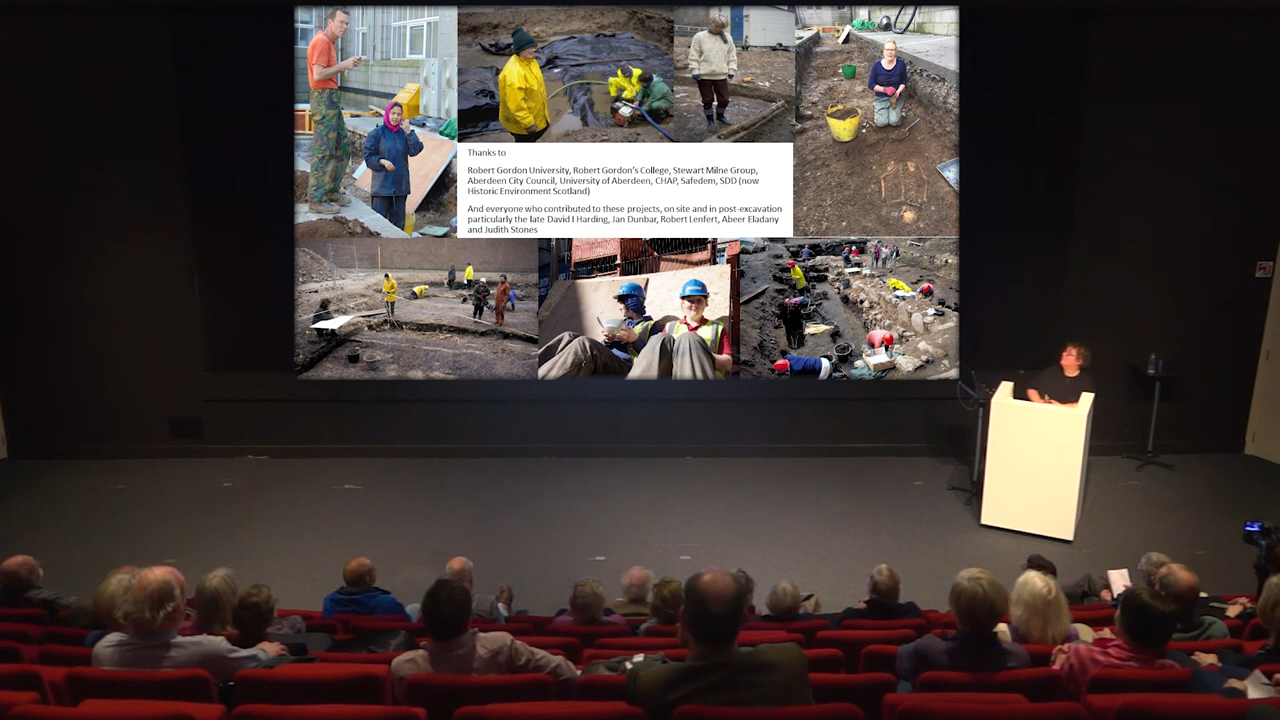 Thanks to
Robert Gordon University, Robert Gordon's College, Stewart Milne Group,
Aberdeen City Council, University of Aberdeen, CHAP, Safedem, SDD (now
Historic Environment Scotland)
And everyone who contributed to these projects, on site and in post-excavation
particularly the late David I Harding, Jan Dunbar, Robert Lenfert, Abeer Eladany
and Judith Stones